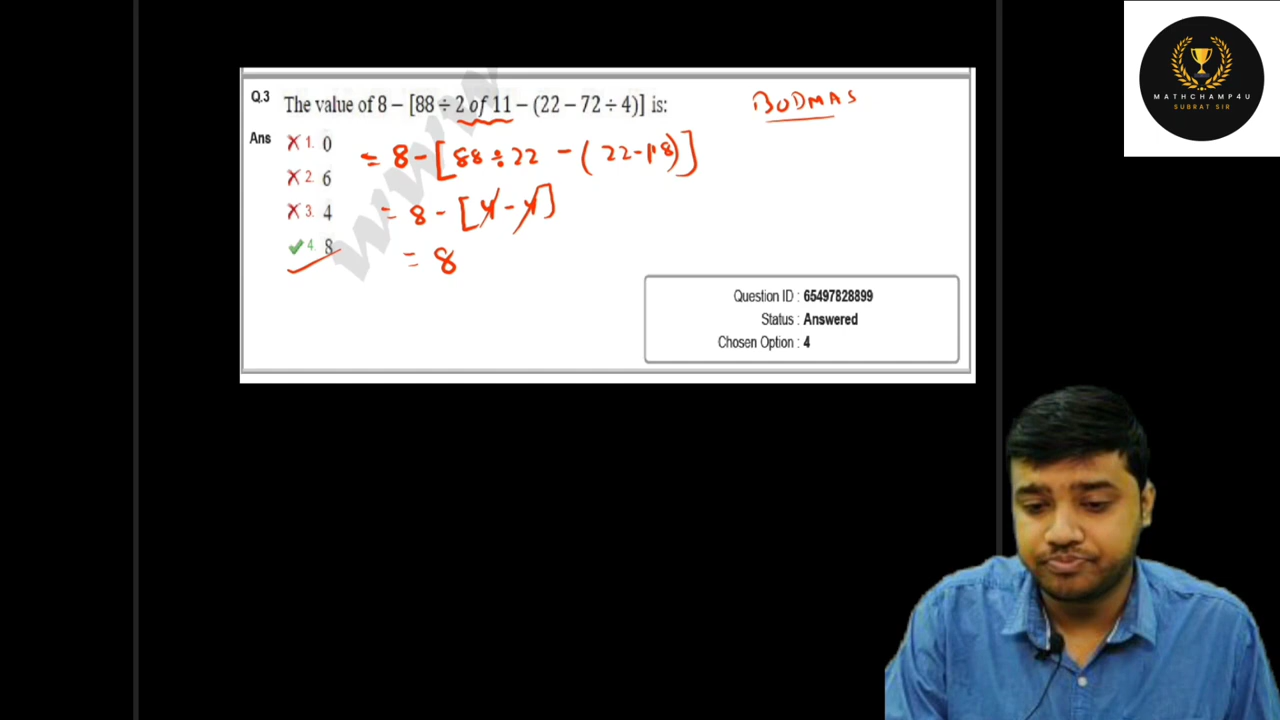 MATHCHAMP4U
SUBRAT SIR
Q.3 The value of 8 – [88 ÷ 2 of 11 – (22 – 72 ÷ 4)] is:
BODMAS
Ans ✗ 1. 0
= 8 - [88 ÷ 22 - (22 - 18)]
✗ 2. 6
✗ 3. 4
= 8 - [4 - 4]
✓ 4. 8
= 8
www
Question ID : 65497828899
Status : Answered
Chosen Option : 4